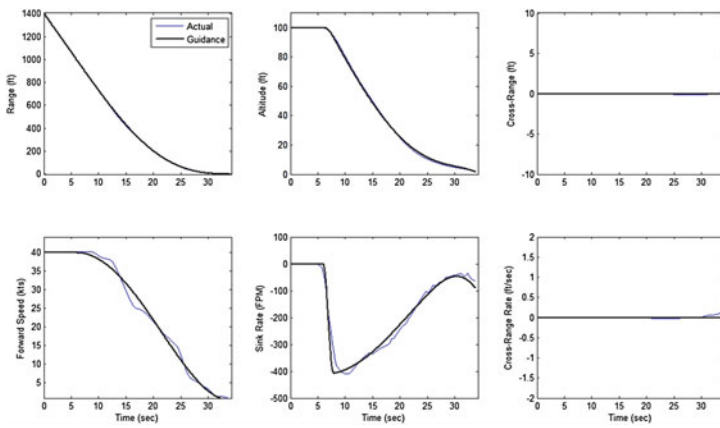 1400
1200
1000
800
600
400
200
0
Range (ft)
Actual
Guidance
0 5 10 15 20 25 30
100
80
60
40
20
0
Altitude (ft)
0 5 10 15 20 25 30
10
5
0
-5
-10
Cross-Range (ft)
0 5 10 15 20 25 30
40
35
30
25
20
15
10
5
Forward Speed (kts)
0 5 10 15 20 25 30
Time (sec)
100
0
-100
-200
-300
-400
-500
Sink Rate (FPM)
0 5 10 15 20 25 30
Time (sec)
2
1.5
1
0.5
0
-0.5
-1
-1.5
-2
Cross-Range Rate (ft/sec)
0 5 10 15 20 25 30
Time (sec)